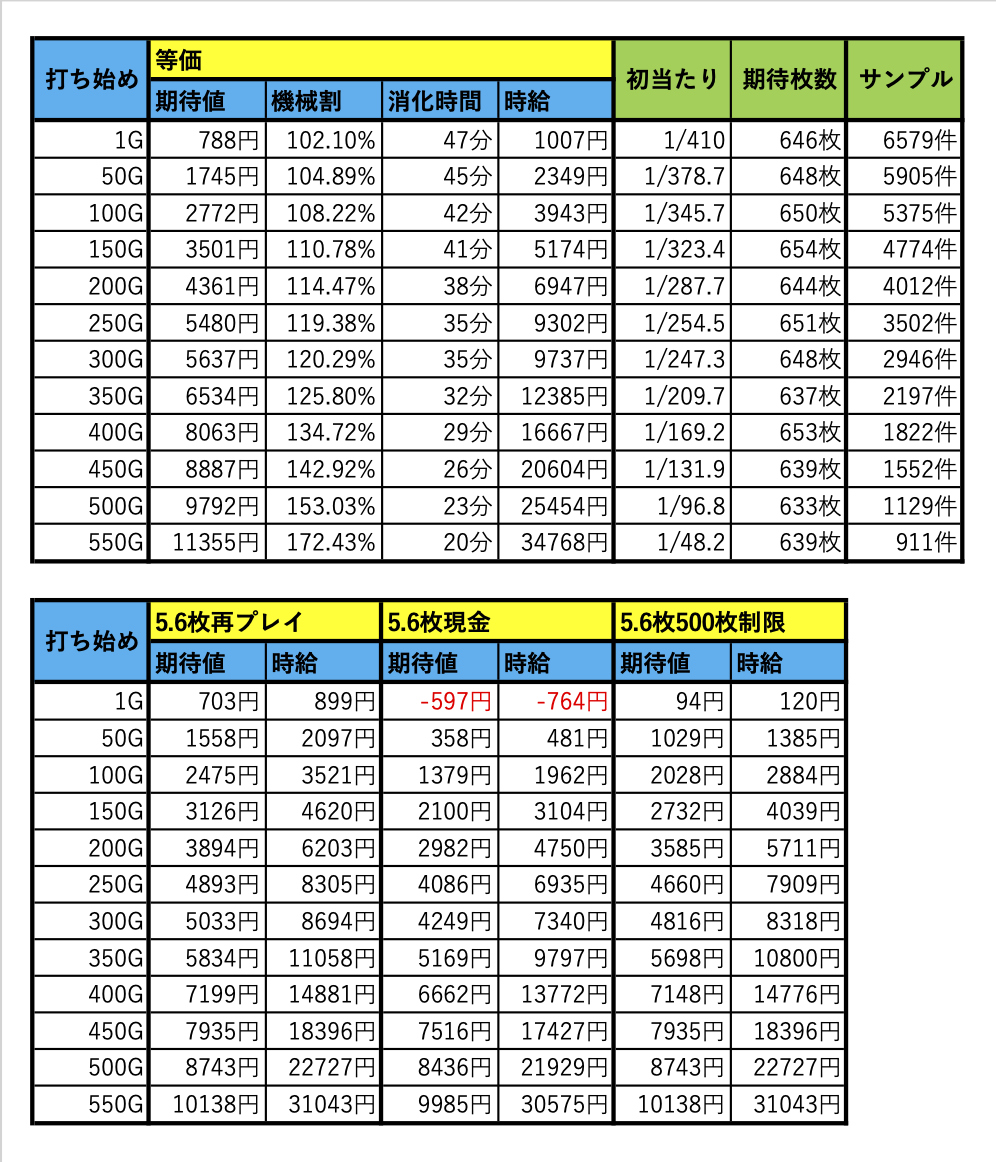 打ち始め 等価 初当たり 期待枚数 サンプル
期待値 機械割 消化時間 時給
1G 788円 102.10% 47分 1007円 1/410 646枚 6579件
50G 1745円 104.89% 45分 2349円 1/378.7 648枚 5905件
100G 2772円 108.22% 42分 3943円 1/345.7 650枚 5375件
150G 3501円 110.78% 41分 5174円 1/323.4 654枚 4774件
200G 4361円 114.47% 38分 6947円 1/287.7 644枚 4012件
250G 5480円 119.38% 35分 9302円 1/254.5 651枚 3502件
300G 5637円 120.29% 35分 9737円 1/247.3 648枚 2946件
350G 6534円 125.80% 32分 12385円 1/209.7 637枚 2197件
400G 8063円 134.72% 29分 16667円 1/169.2 653枚 1822件
450G 8887円 142.92% 26分 20604円 1/131.9 639枚 1552件
500G 9792円 153.03% 23分 25454円 1/96.8 633枚 1129件
550G 11355円 172.43% 20分 34768円 1/48.2 639枚 911件
打ち始め 5.6枚再プレイ 5.6枚現金 5.6枚500枚制限
期待値 時給 期待値 時給 期待値 時給
1G 703円 899円 -597円 -764円 94円 120円
50G 1558円 2097円 358円 481円 1029円 1385円
100G 2475円 3521円 1379円 1962円 2028円 2884円
150G 3126円 4620円 2100円 3104円 2732円 4039円
200G 3894円 6203円 2982円 4750円 3585円 5711円
250G 4893円 8305円 4086円 6935円 4660円 7909円
300G 5033円 8694円 4249円 7340円 4816円 8318円
350G 5834円 11058円 5169円 9797円 5698円 10800円
400G 7199円 14881円 6662円 13772円 7148円 14776円
450G 7935円 18396円 7516円 17427円 7935円 18396円
500G 8743円 22727円 8436円 21929円 8743円 22727円
550G 10138円 31043円 9985円 30575円 10138円 31043円